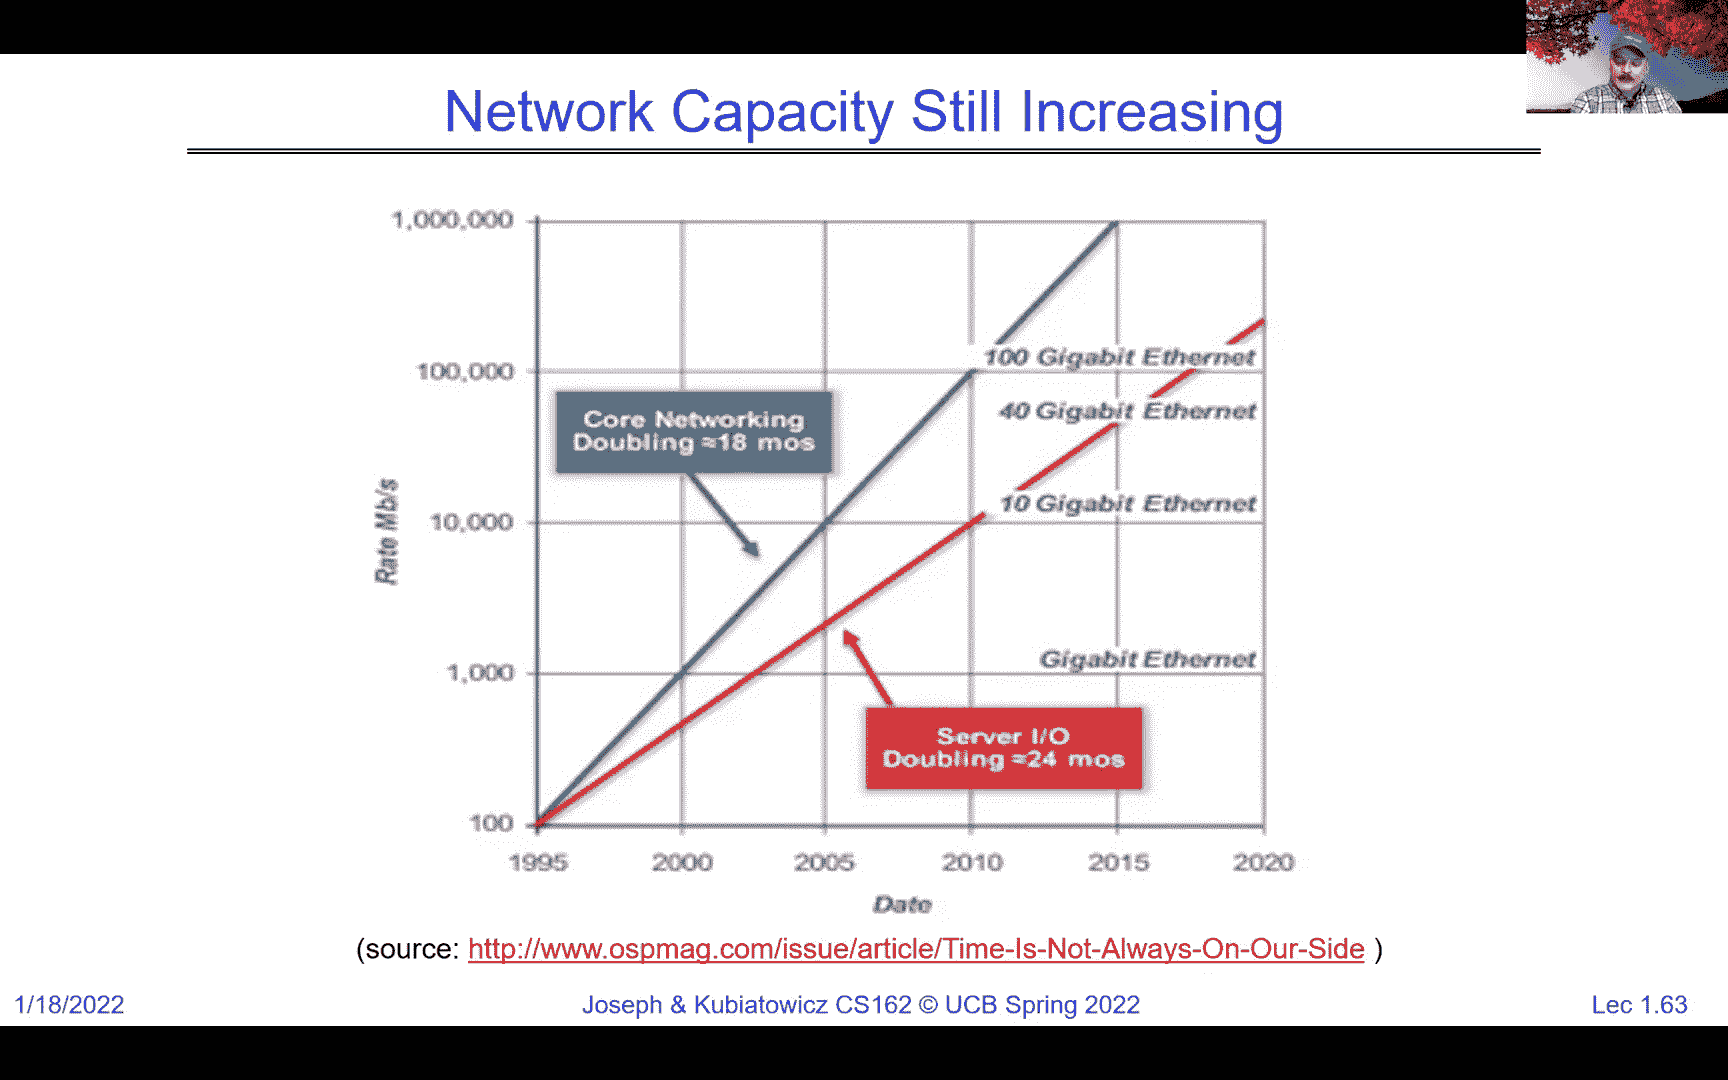 Network Capacity Still Increasing
1,000,000
100,000
10,000
1,000
100
Rate Mb/s
Core Networking
Doubling ≈18 mos
100 Gigabit Ethernet
40 Gigabit Ethernet
10 Gigabit Ethernet
Gigabit Ethernet
Server I/O
Doubling ≈24 mos
1995 2000 2005 2010 2015 2020
Date
(source: http://www.ospmag.com/issue/article/Time-Is-Not-Always-On-Our-Side )
1/18/2022 Joseph & Kubiatowicz CS162 © UCB Spring 2022 Lec 1.63